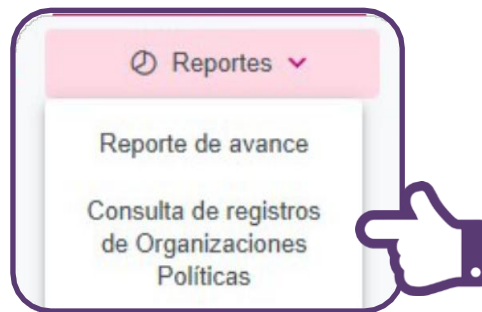 Reportes
Reporte de avance
Consulta de registros
de Organizaciones
Políticas